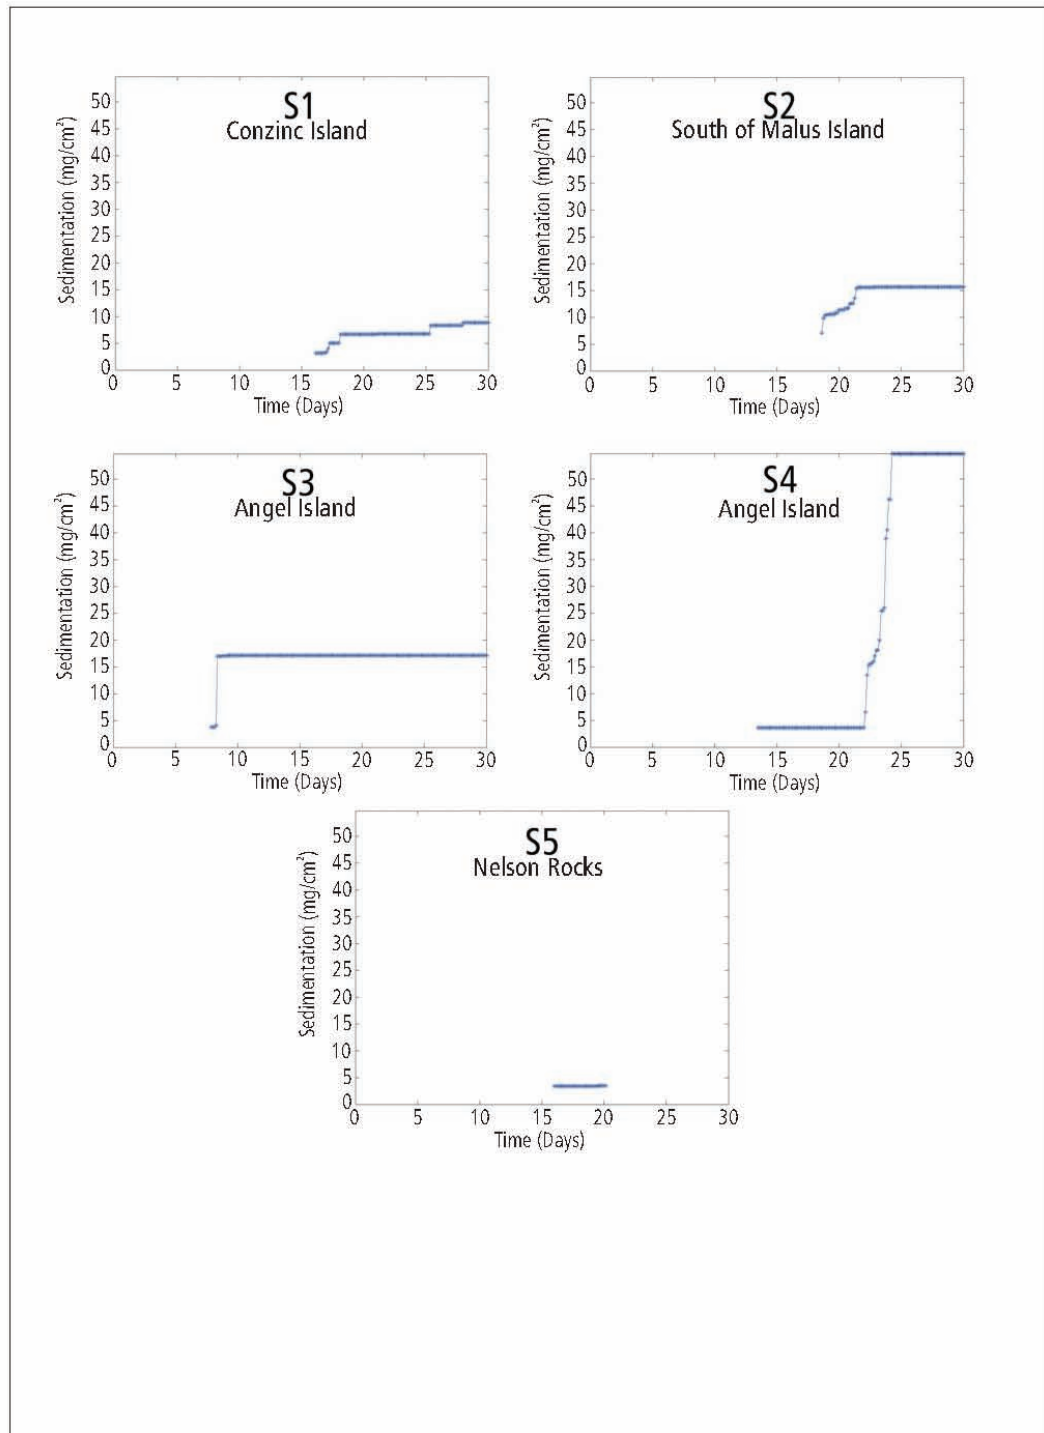 S1
Conzinc Island
Sedimentation (mg/cm²)
50
45
40
35
30
25
20
15
10
5
0
0 5 10 15 20 25 30
Time (Days)
S2
South of Malus Island
Sedimentation (mg/cm²)
50
45
40
35
30
25
20
15
10
5
0
0 5 10 15 20 25 30
Time (Days)
S3
Angel Island
Sedimentation (mg/cm²)
50
45
40
35
30
25
20
15
10
5
0
0 5 10 15 20 25 30
Time (Days)
S4
Angel Island
Sedimentation (mg/cm²)
50
45
40
35
30
25
20
15
10
5
0
0 5 10 15 20 25 30
Time (Days)
S5
Nelson Rocks
Sedimentation (mg/cm²)
50
45
40
35
30
25
20
15
10
5
0
0 5 10 15 20 25 30
Time (Days)